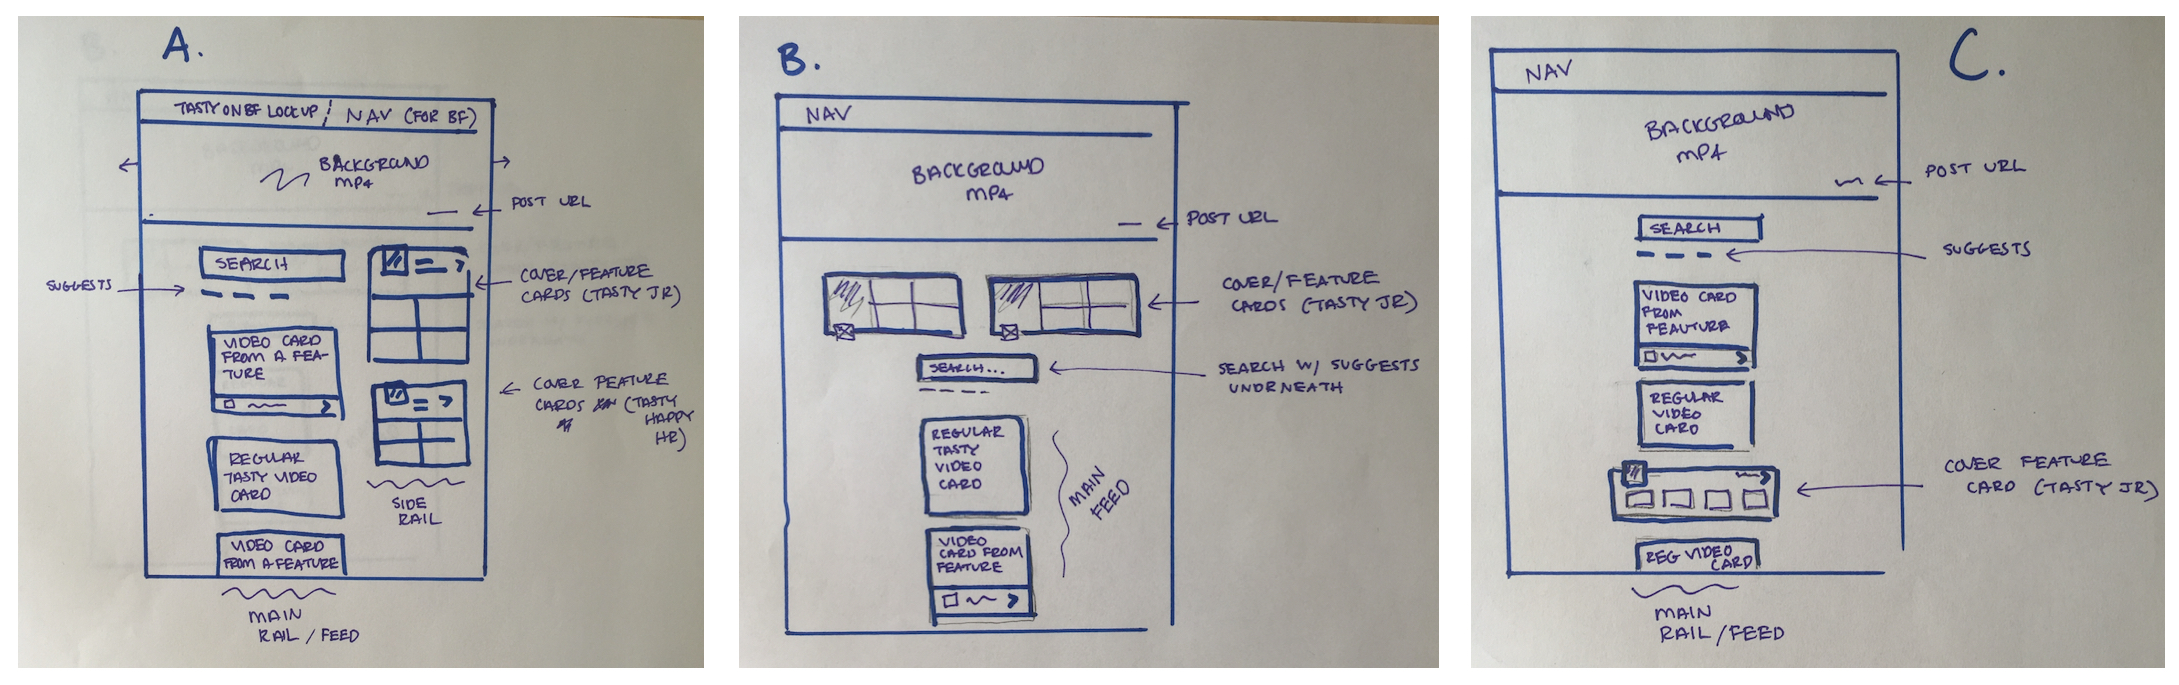 A.
TASTY ON BF LOCKUP / NAV (FOR BF)
BACKGROUND
MP4
POST URL
SEARCH
SUGGESTS
COVER/FEATURE
CARDS (TASTY JR)
VIDEO CARD
FROM A FEA-
TURE
COVER FEATURE
CARDS (TASTY
HAPPY
HR)
REGULAR
TASTY VIDEO
CARD
SIDE
RAIL
VIDEO CARD
FROM A FEATURE
MAIN
RAIL/FEED
B.
NAV
BACKGROUND
MP4
POST URL
COVER/FEATURE
CARDS (TASTY JR)
SEARCH...
SEARCH W/ SUGGESTS
UNDRNEATH
REGULAR
TASTY
VIDEO
CARD
MAIN
FEED
VIDEO
CARD FROM
FEATURE
C.
NAV
BACKGROUND
MP4
POST URL
SEARCH
SUGGESTS
VIDEO CARD
FROM
FEAUTURE
REGULAR
VIDEO
CARD
COVER FEATURE
CARD (TASTY JR)
REG VIDEO
CARD
MAIN
RAIL/FEED